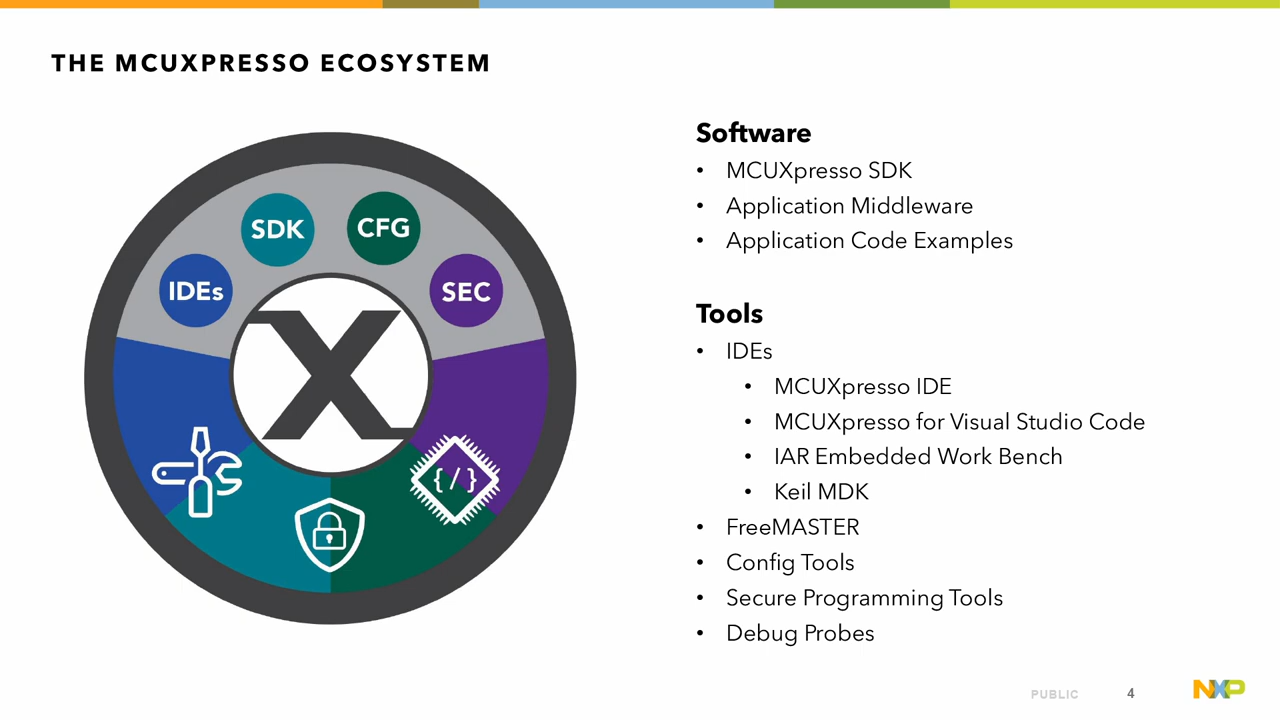 THE MCUXPRESSO ECOSYSTEM
SDK
CFG
IDEs
SEC
X
{/}
Software
• MCUXpresso SDK
• Application Middleware
• Application Code Examples
Tools
• IDEs
• MCUXpresso IDE
• MCUXpresso for Visual Studio Code
• IAR Embedded Work Bench
• Keil MDK
• FreeMASTER
• Config Tools
• Secure Programming Tools
• Debug Probes
PUBLIC
4
NXP